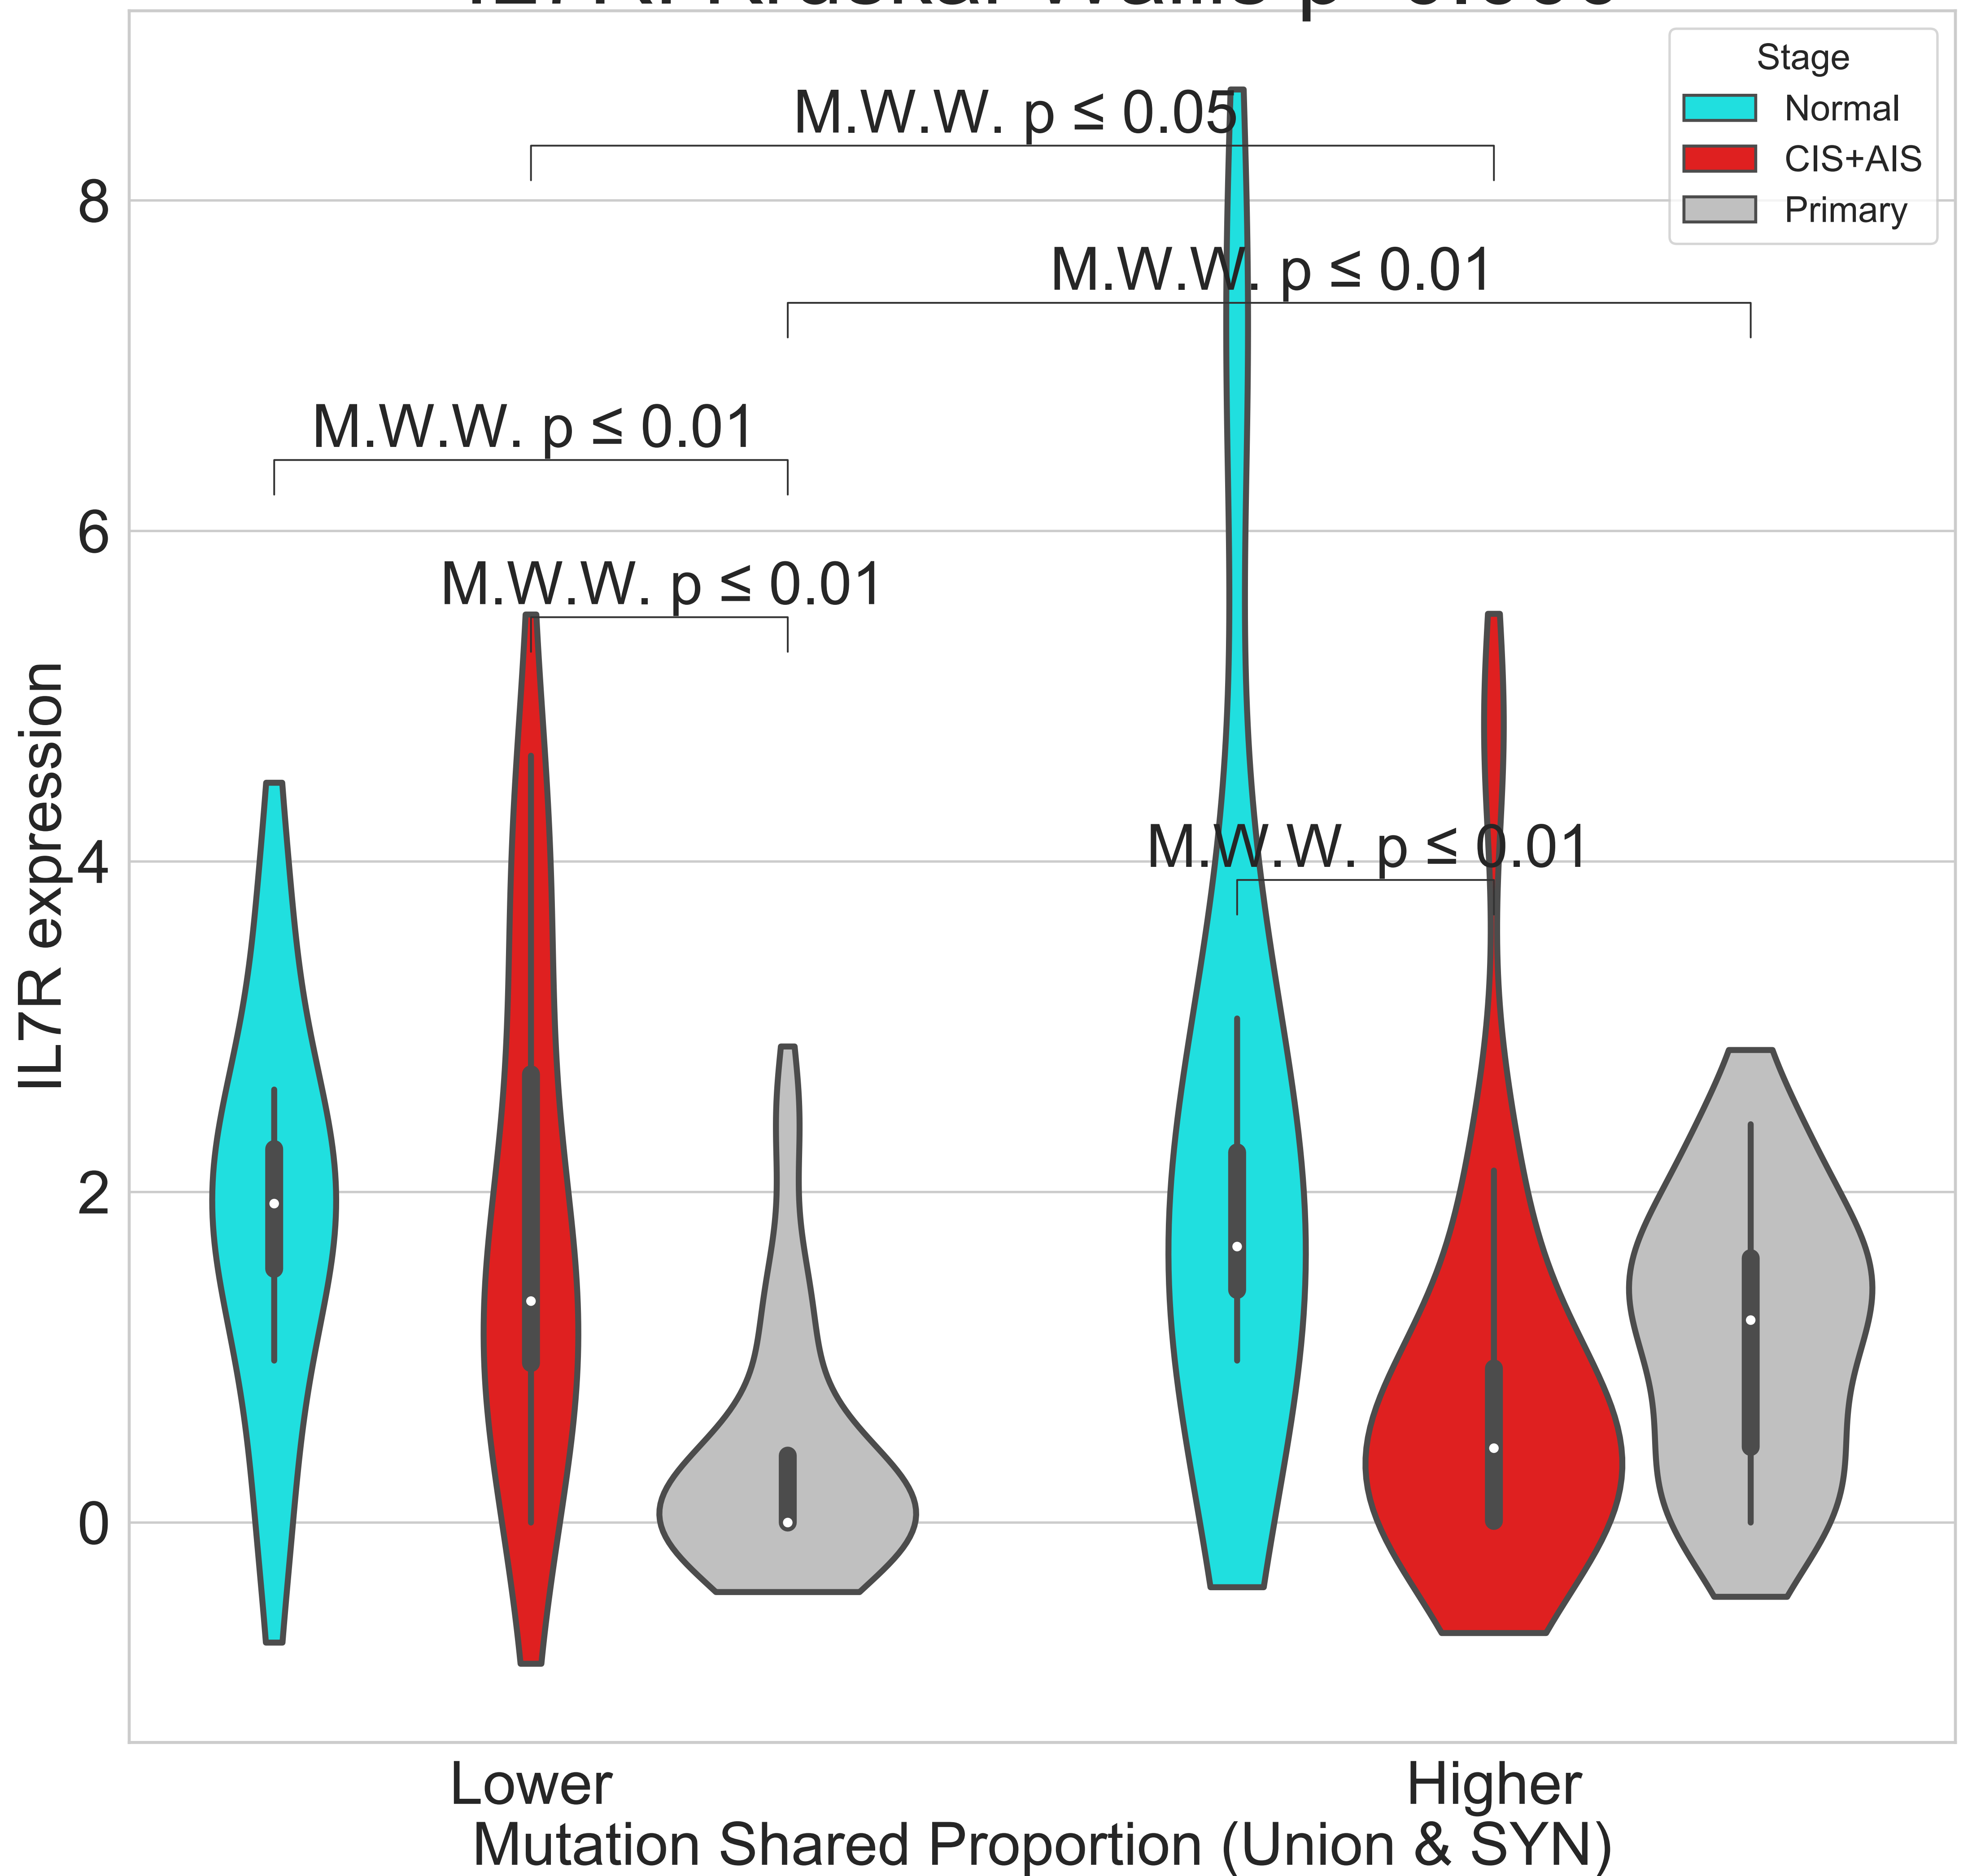 Stage
Normal
CIS+AIS
Primary
M.W.W. p ≤ 0.05
M.W.W. p ≤ 0.01
M.W.W. p ≤ 0.01
M.W.W. p ≤ 0.01
M.W.W. p ≤ 0.01
8
6
4
2
0
IL7R expression
Lower
Higher
Mutation Shared Proportion (Union & SYN)